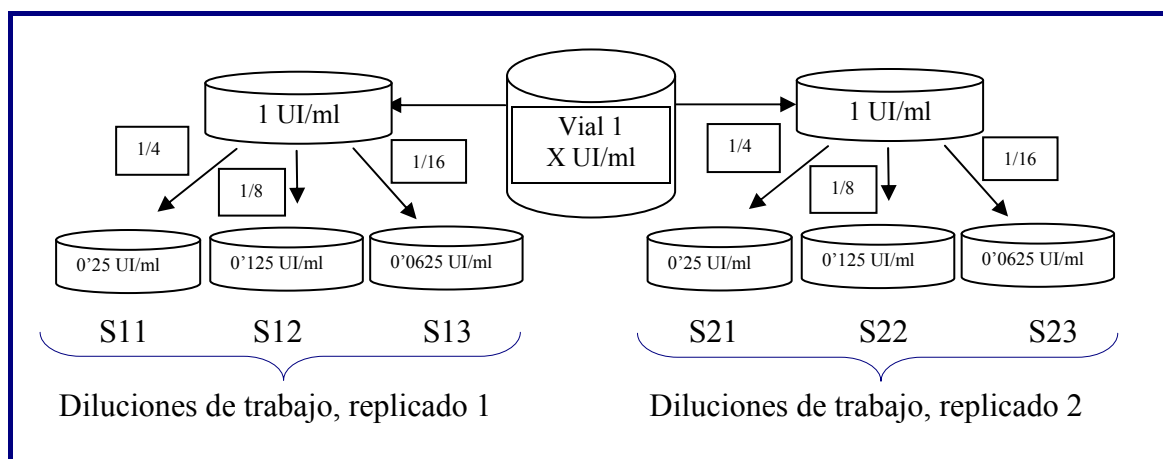 1 UI/ml
Vial 1
X UI/ml
1 UI/ml
1/4
1/8
1/16
1/4
1/8
1/16
0'25 UI/ml
0'125 UI/ml
0'0625 UI/ml
0'25 UI/ml
0'125 UI/ml
0'0625 UI/ml
S11
S12
S13
S21
S22
S23
Diluciones de trabajo, replicado 1
Diluciones de trabajo, replicado 2